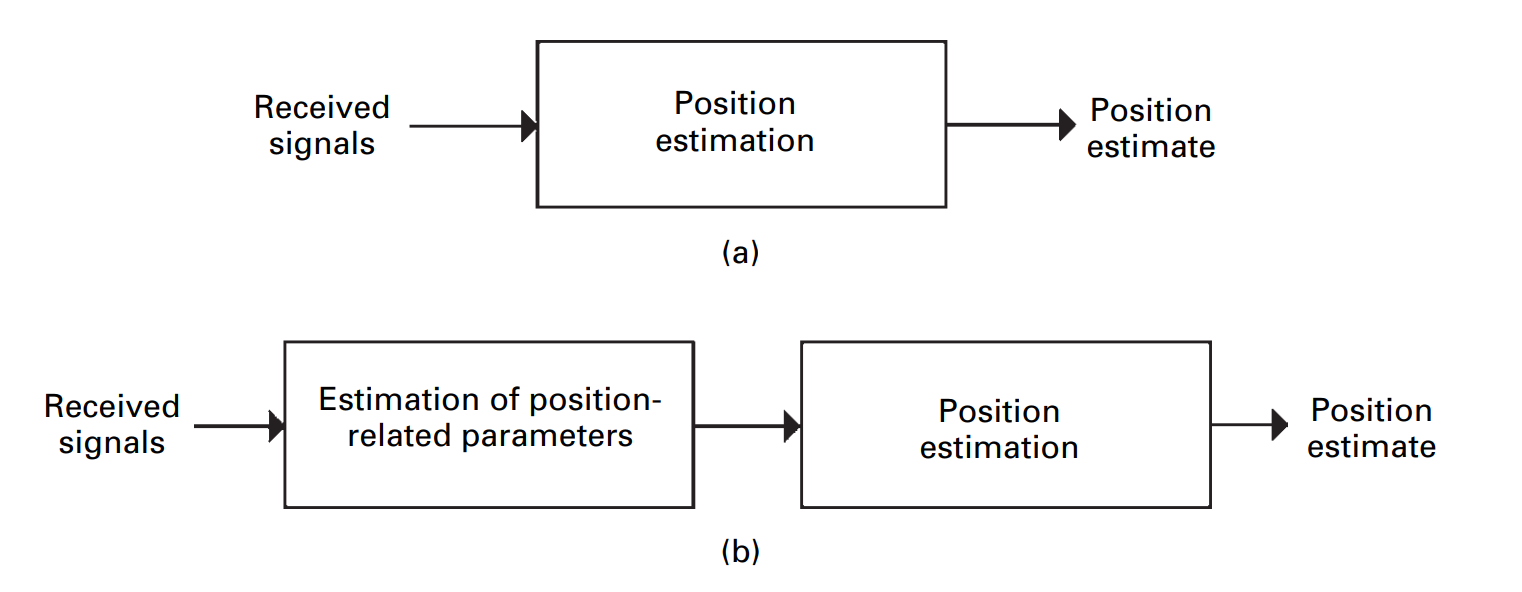 Received
signals
Position
estimation
Position
estimate
(a)
Received
signals
Estimation of position-
related parameters
Position
estimation
Position
estimate
(b)